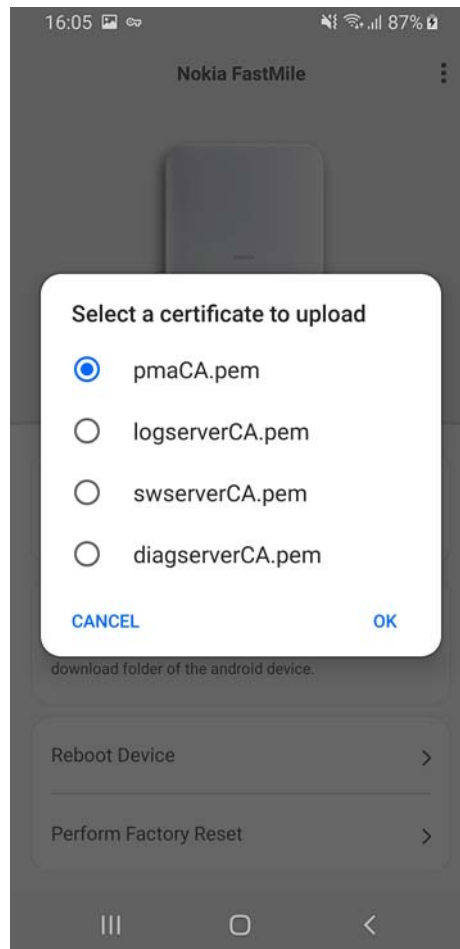 16:05 87%
Nokia FastMile
Select a certificate to upload
pmaCA.pem
logserverCA.pem
swserverCA.pem
diagserverCA.pem
CANCEL OK
download folder of the android device.
Reboot Device
Perform Factory Reset